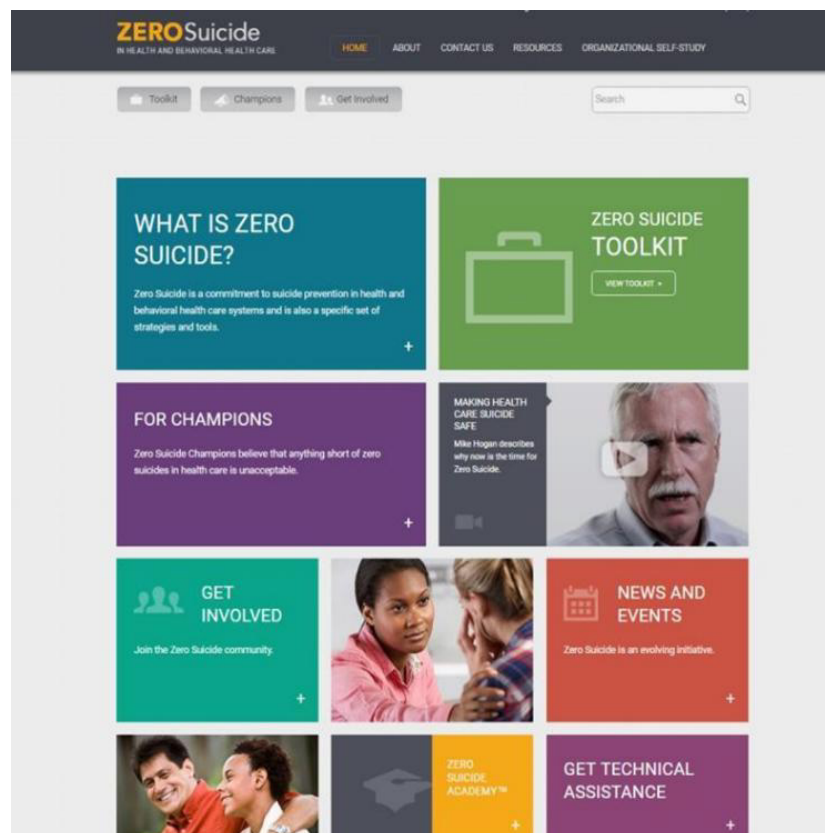 ZEROSuicide
IN HEALTH AND BEHAVIORAL HEALTH CARE
HOME ABOUT CONTACT US RESOURCES ORGANIZATIONAL SELF-STUDY
Toolkit Champions Get Involved Search
WHAT IS ZERO
SUICIDE?
Zero Suicide is a commitment to suicide prevention in health and
behavioral health care systems and is also a specific set of
strategies and tools.
+
ZERO SUICIDE
TOOLKIT
VIEW TOOLKIT »
FOR CHAMPIONS
Zero Suicide Champions believe that anything short of zero
suicides in health care is unacceptable.
+
MAKING HEALTH
CARE SUICIDE
SAFE
Mike Hogan describes
why now is the time for
Zero Suicide.
GET
INVOLVED
Join the Zero Suicide community.
+
NEWS AND
EVENTS
Zero Suicide is an evolving initiative.
+
ZERO
SUICIDE
ACADEMY™
+
GET TECHNICAL
ASSISTANCE
+